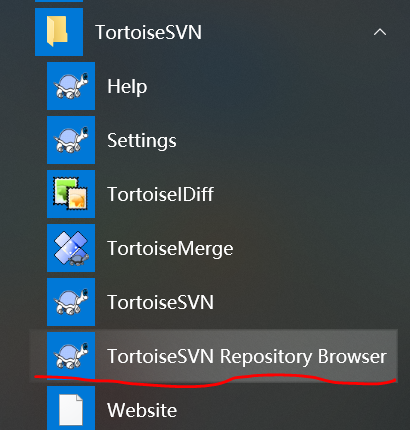 TortoiseSVN
Help
Settings
TortoiseIDiff
TortoiseMerge
TortoiseSVN
TortoiseSVN Repository Browser
Website